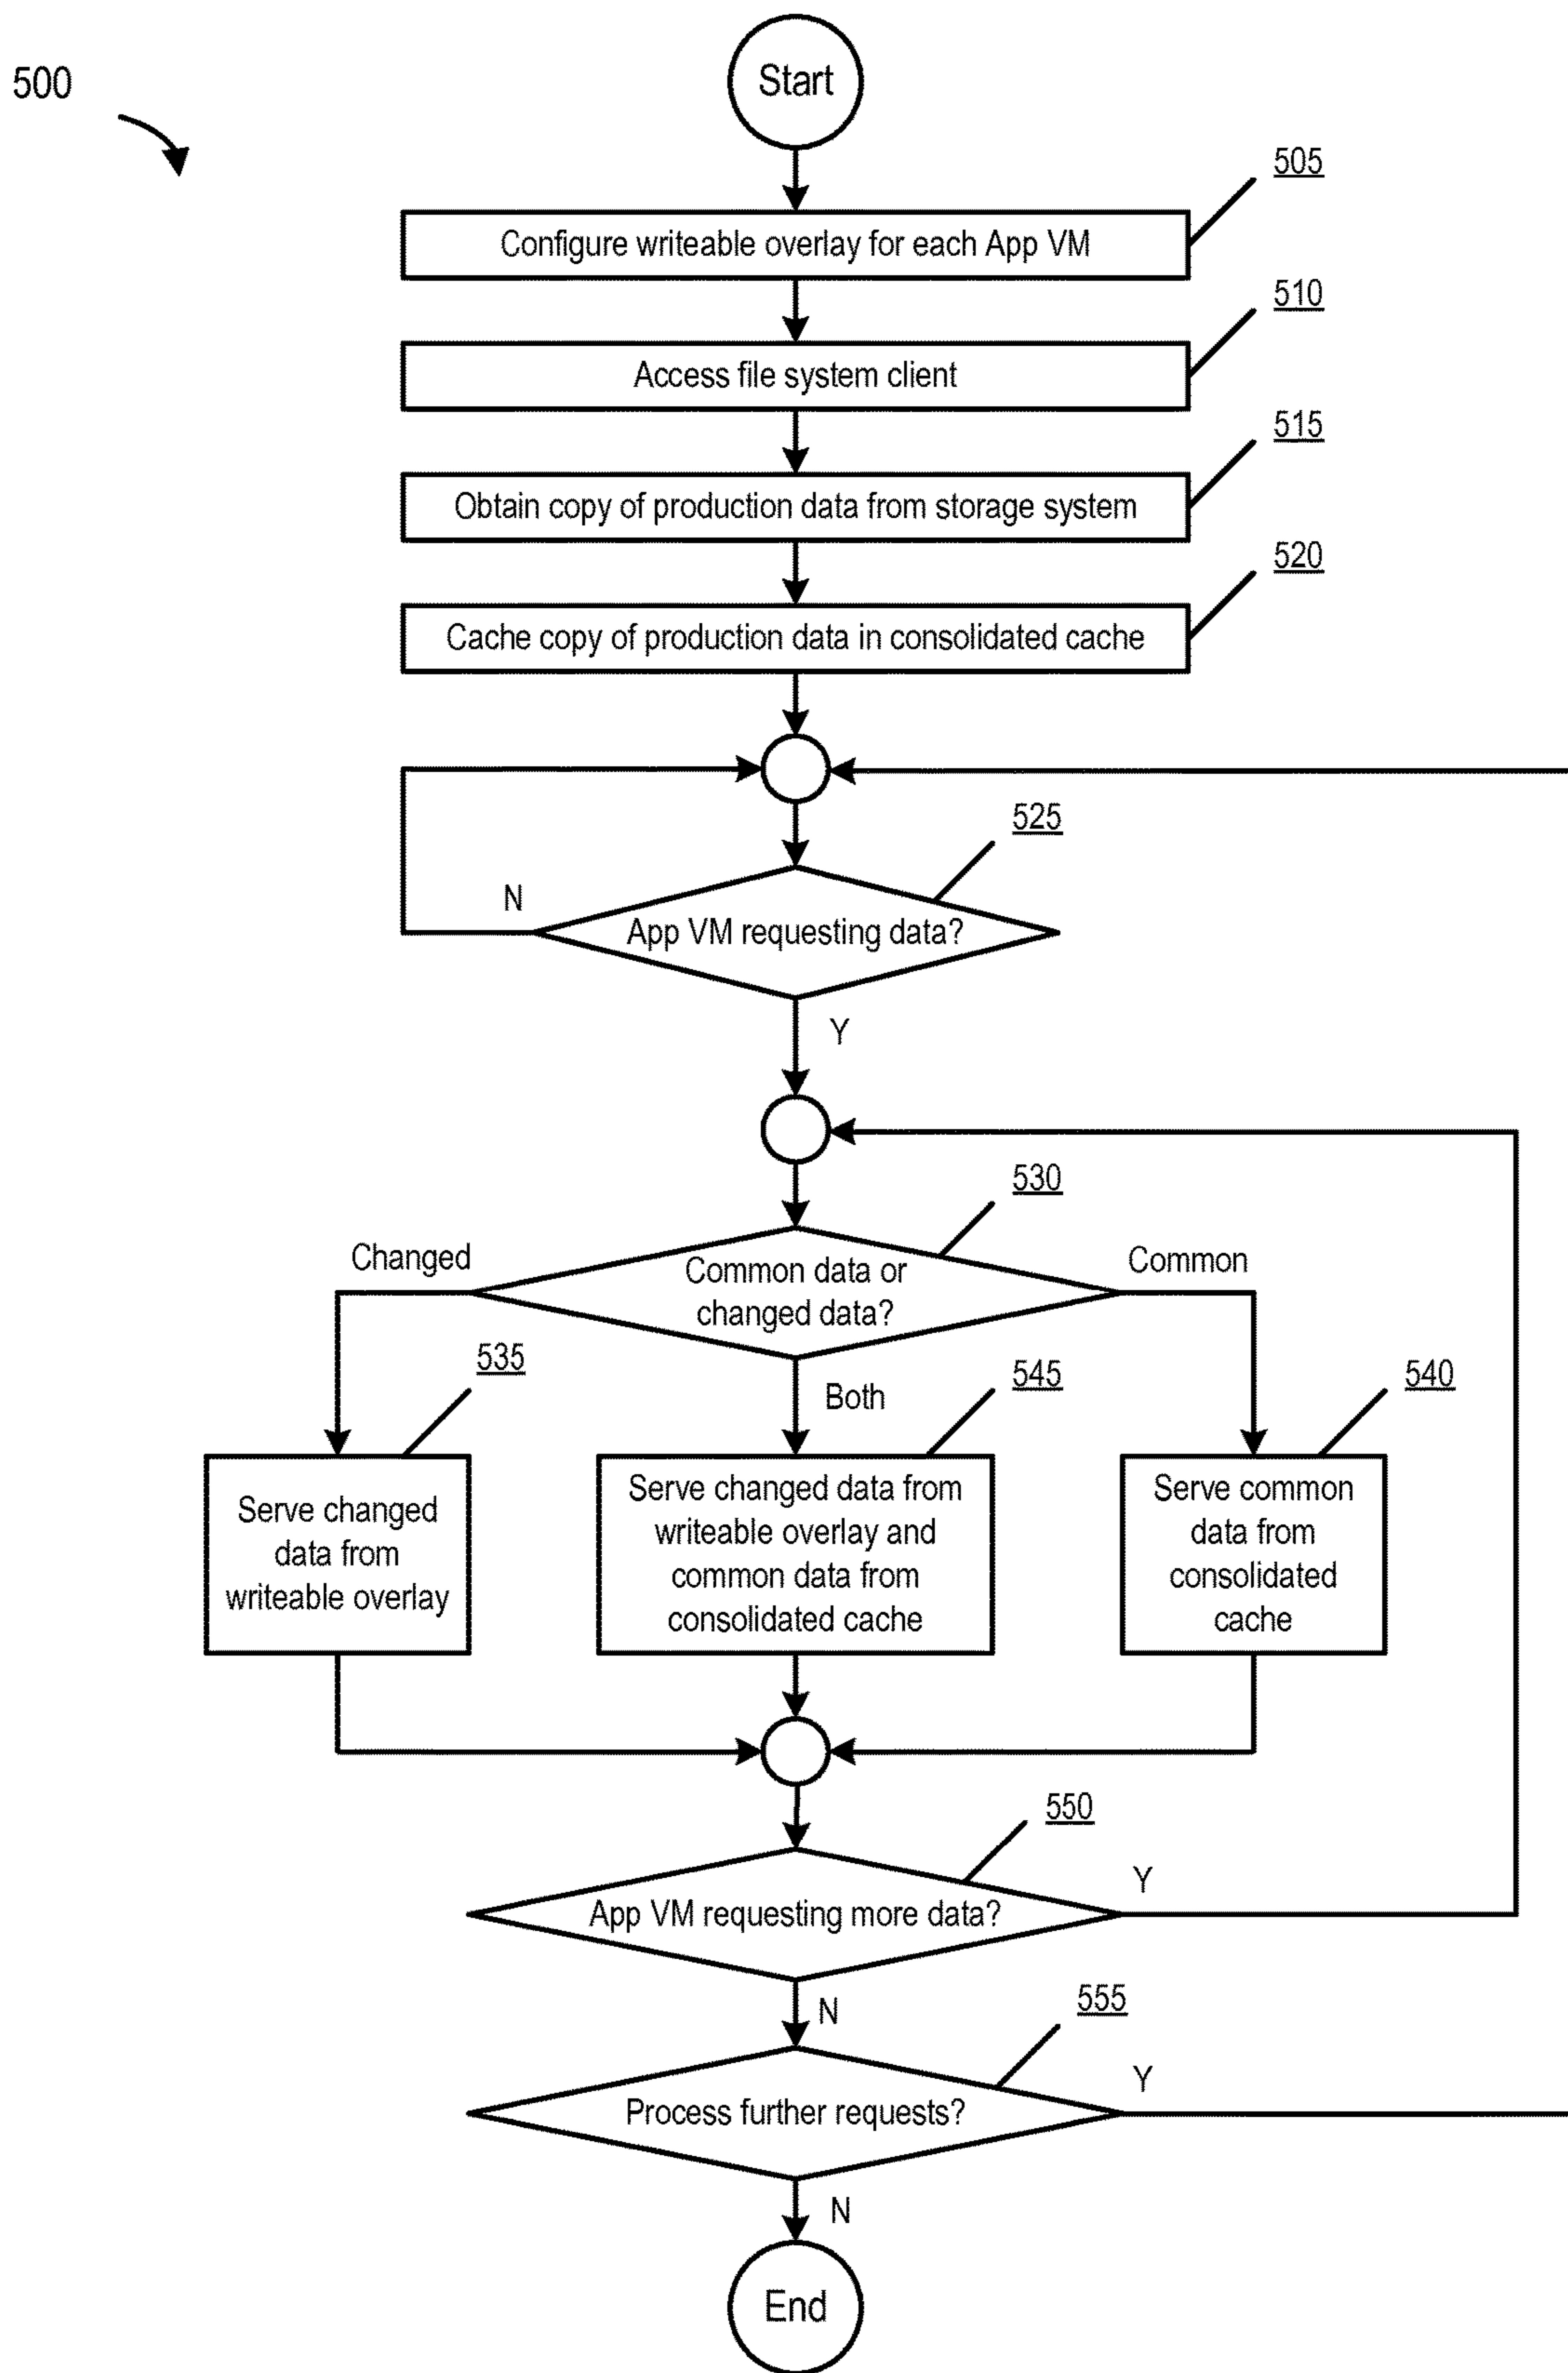 Start
500
505
Configure writeable overlay for each App VM
510
Access file system client
515
Obtain copy of production data from storage system
520
Cache copy of production data in consolidated cache
525
N
App VM requesting data?
Y
530
Changed
Common data or
changed data?
Common
535
Both
545
540
Serve changed
data from
writeable overlay
Serve changed data from
writeable overlay and
common data from
consolidated cache
Serve common
data from
consolidated
cache
550
App VM requesting more data?
Y
N
555
Process further requests?
Y
N
End